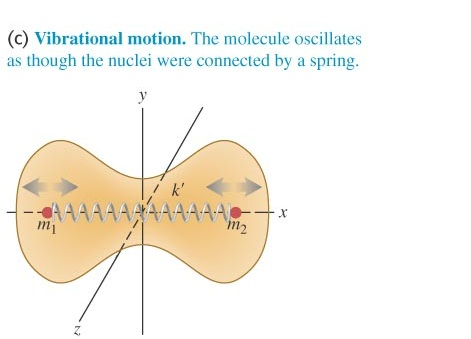 (c) Vibrational motion. The molecule oscillates
as though the nuclei were connected by a spring.
y
k'
x
m₁
m₂
z